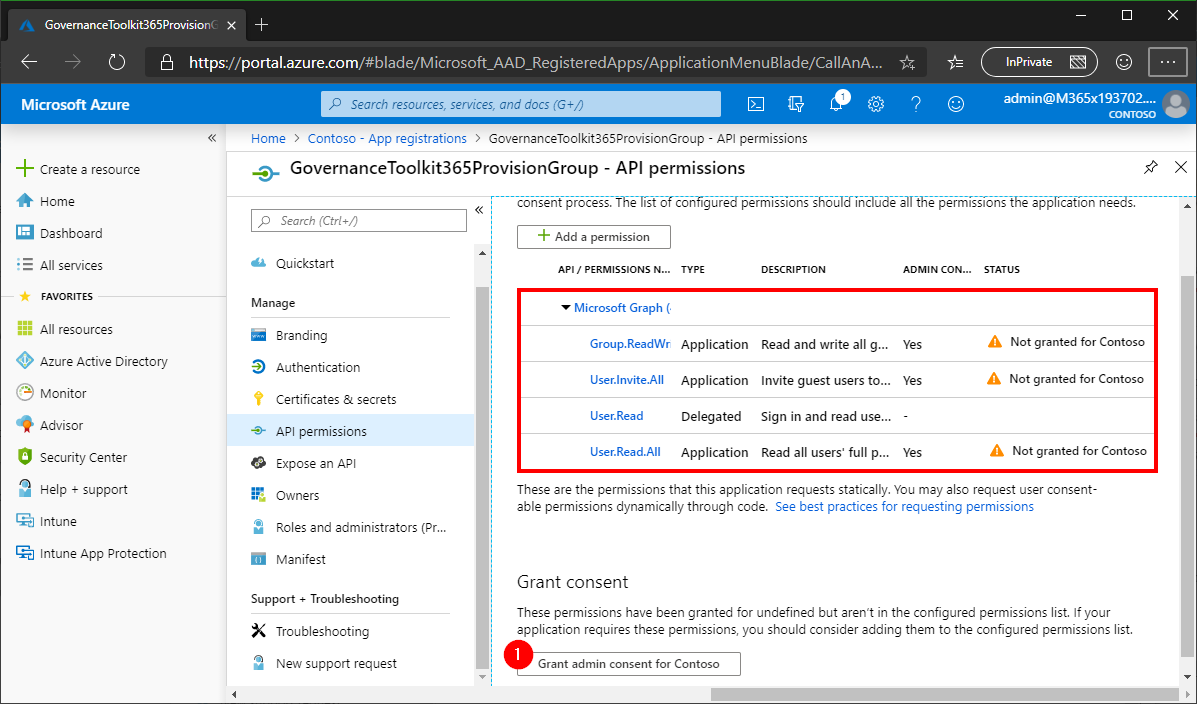 GovernanceToolkit365ProvisionG
https://portal.azure.com/#blade/Microsoft_AAD_RegisteredApps/ApplicationMenuBlade/CallAnA...
InPrivate
Microsoft Azure
Search resources, services, and docs (G+/)
1
admin@M365x193702....
CONTOSO
Home > Contoso - App registrations > GovernanceToolkit365ProvisionGroup - API permissions
Create a resource
Home
Dashboard
All services
FAVORITES
All resources
Azure Active Directory
Monitor
Advisor
Security Center
Help + support
Intune
Intune App Protection
GovernanceToolkit365ProvisionGroup - API permissions
Search (Ctrl+/)
Quickstart
Manage
Branding
Authentication
Certificates & secrets
API permissions
Expose an API
Owners
Roles and administrators (Pr...
Manifest
Support + Troubleshooting
Troubleshooting
New support request
consent process. The list of configured permissions should include all the permissions the application needs.
Add a permission
API / PERMISSIONS N... TYPE DESCRIPTION ADMIN CON... STATUS
Microsoft Graph (
Group.ReadWri Application Read and write all g... Yes Not granted for Contoso
User.Invite.All Application Invite guest users to... Yes Not granted for Contoso
User.Read Delegated Sign in and read use... -
User.Read.All Application Read all users' full p... Yes Not granted for Contoso
These are the permissions that this application requests statically. You may also request user consent-
able permissions dynamically through code. See best practices for requesting permissions
Grant consent
These permissions have been granted for undefined but aren't in the configured permissions list. If your
application requires these permissions, you should consider adding them to the configured permissions list.
1
Grant admin consent for Contoso